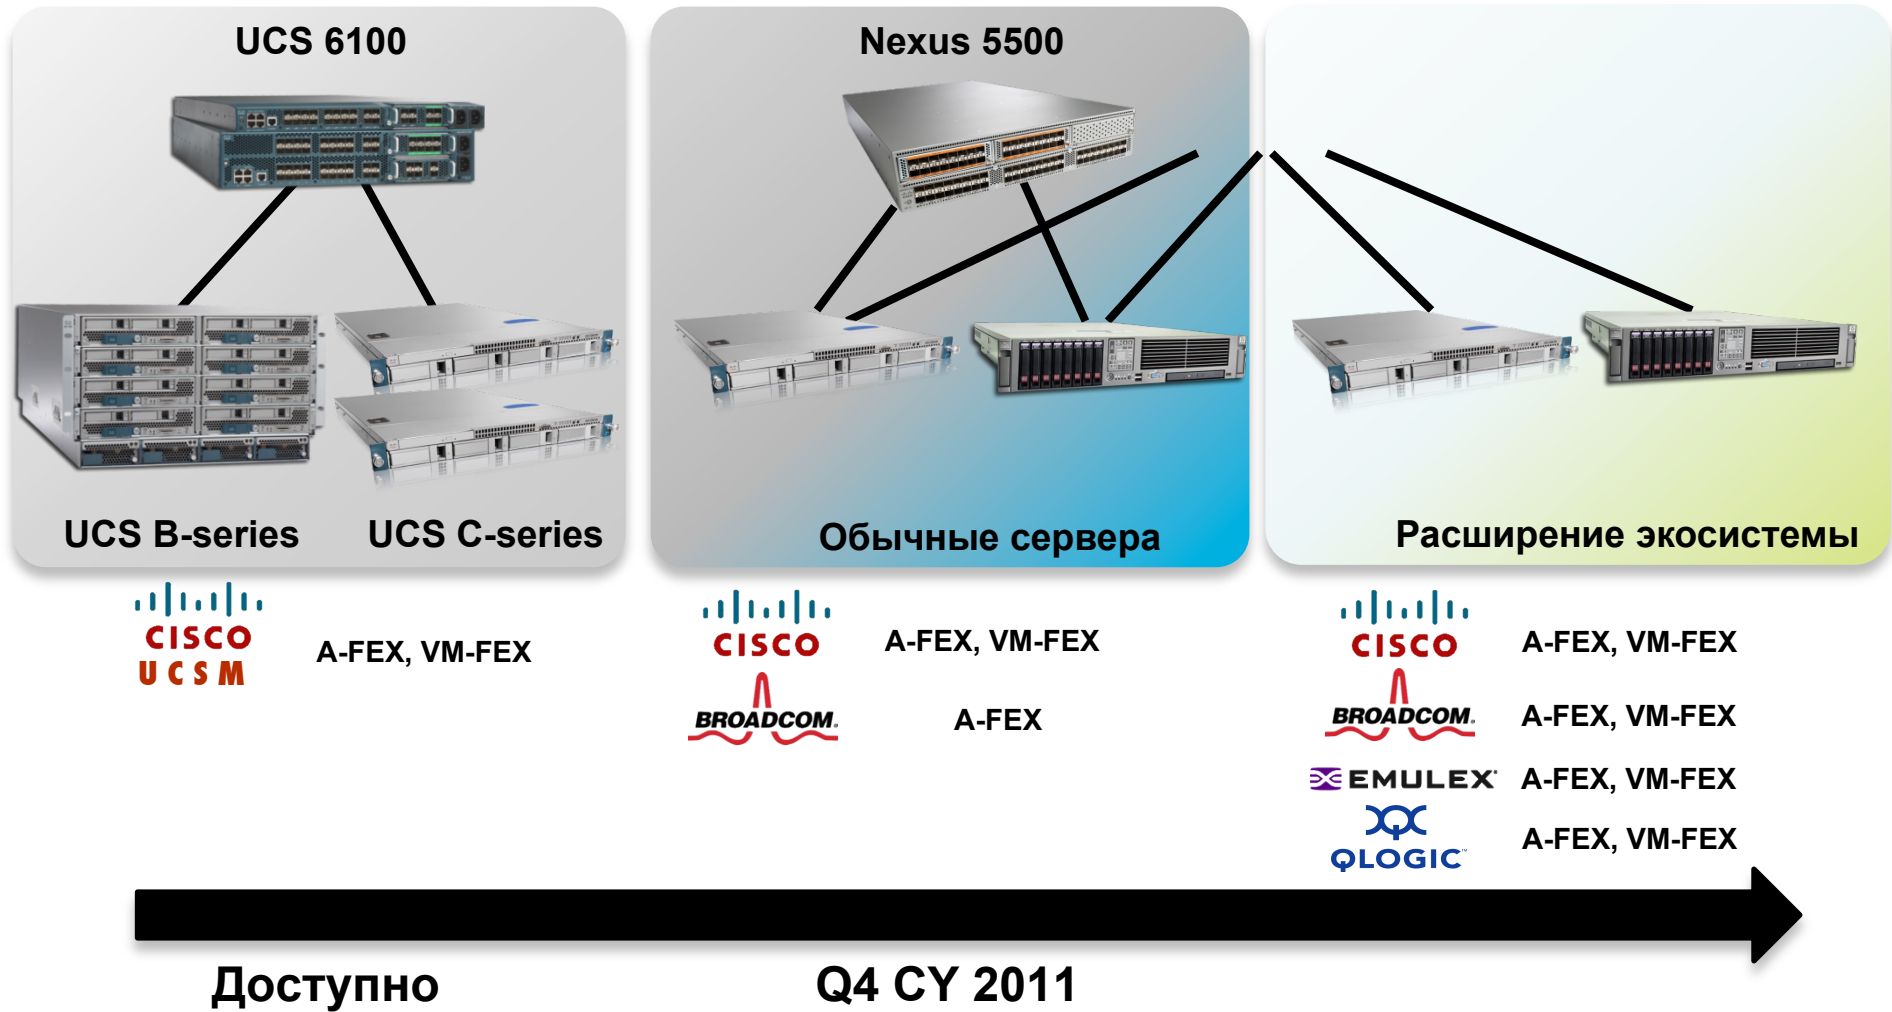 UCS 6100
Nexus 5500
UCS B-series
UCS C-series
Обычные сервера
Расширение экосистемы
CISCO
UCSM
A-FEX, VM-FEX
CISCO
A-FEX, VM-FEX
BROADCOM.
A-FEX
CISCO
A-FEX, VM-FEX
BROADCOM.
A-FEX, VM-FEX
EMULEX
A-FEX, VM-FEX
QLOGIC™
A-FEX, VM-FEX
Доступно
Q4 CY 2011